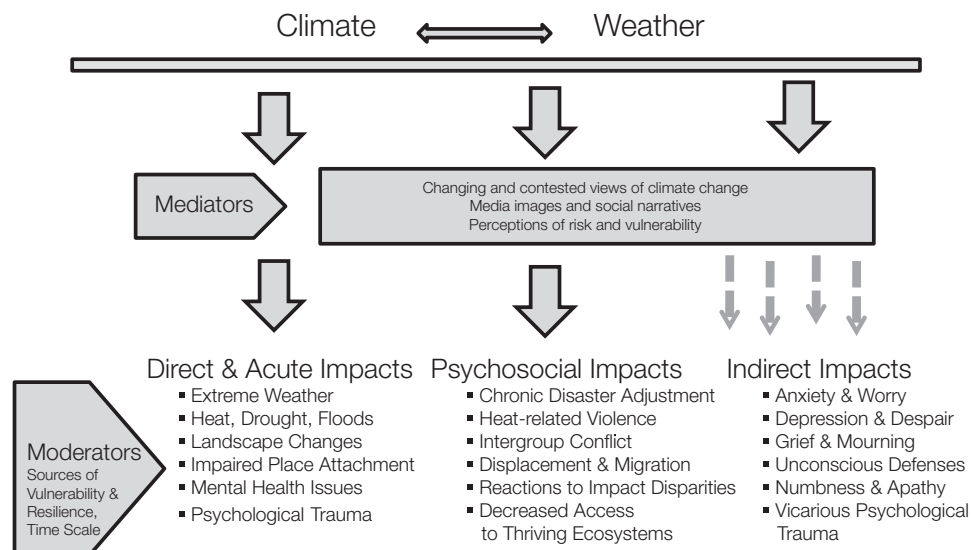 Climate
Weather
Mediators
Changing and contested views of climate change
Media images and social narratives
Perceptions of risk and vulnerability
Moderators
Sources of
Vulnerability &
Resilience,
Time Scale
Direct & Acute Impacts
▪ Extreme Weather
▪ Heat, Drought, Floods
▪ Landscape Changes
▪ Impaired Place Attachment
▪ Mental Health Issues
▪ Psychological Trauma
Psychosocial Impacts
▪ Chronic Disaster Adjustment
▪ Heat-related Violence
▪ Intergroup Conflict
▪ Displacement & Migration
▪ Reactions to Impact Disparities
▪ Decreased Access
to Thriving Ecosystems
Indirect Impacts
▪ Anxiety & Worry
▪ Depression & Despair
▪ Grief & Mourning
▪ Unconscious Defenses
▪ Numbness & Apathy
▪ Vicarious Psychological
Trauma